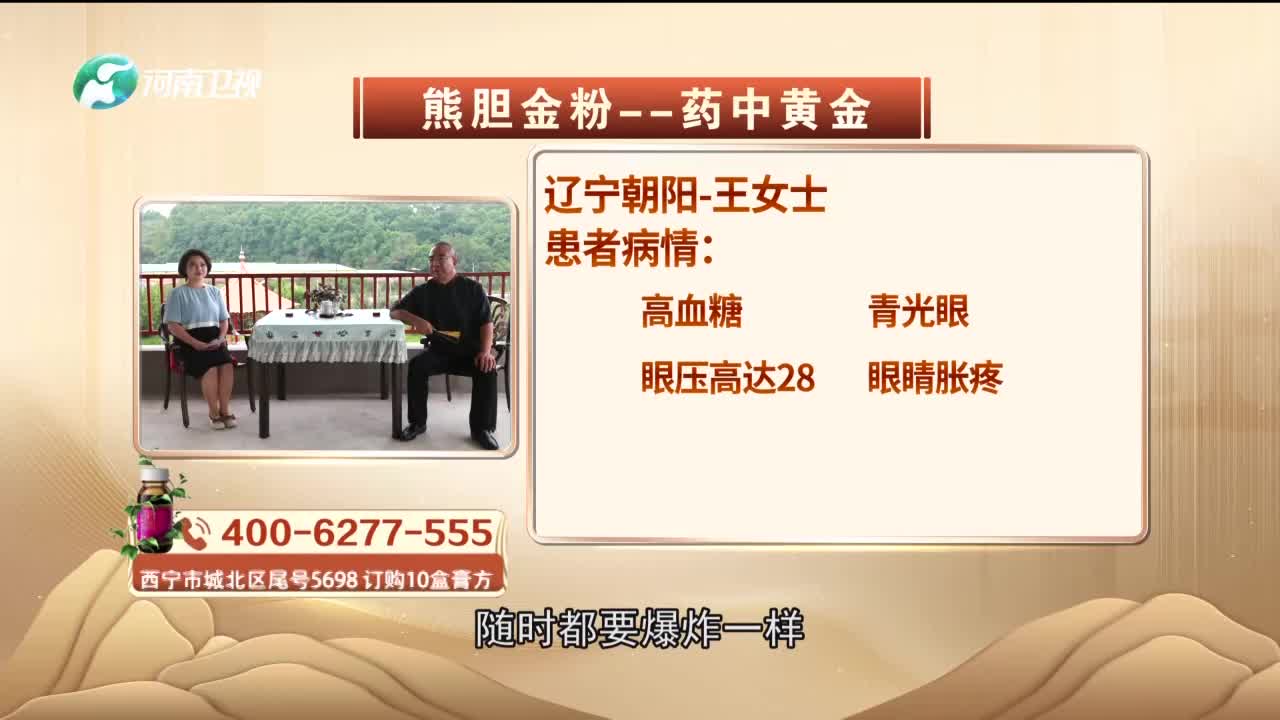 河南卫视
熊胆金粉--药中黄金
辽宁朝阳-王女士
患者病情：
高血糖 青光眼
眼压高达28 眼睛胀疼
400-6277-555
西宁市城北区尾号5698 订购10盒膏方
随时都要爆炸一样